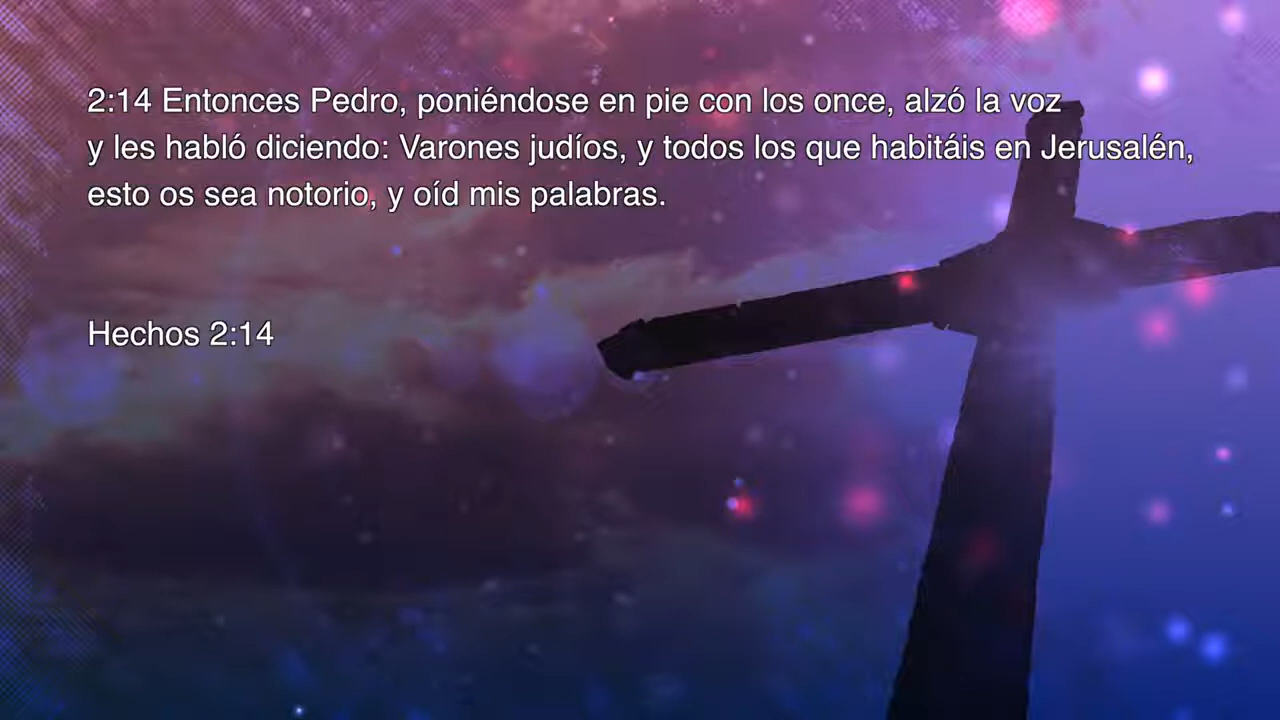 2:14 Entonces Pedro, poniéndose en pie con los once, alzó la voz
y les habló diciendo: Varones judíos, y todos los que habitáis en Jerusalén,
esto os sea notorio, y oíd mis palabras.
Hechos 2:14